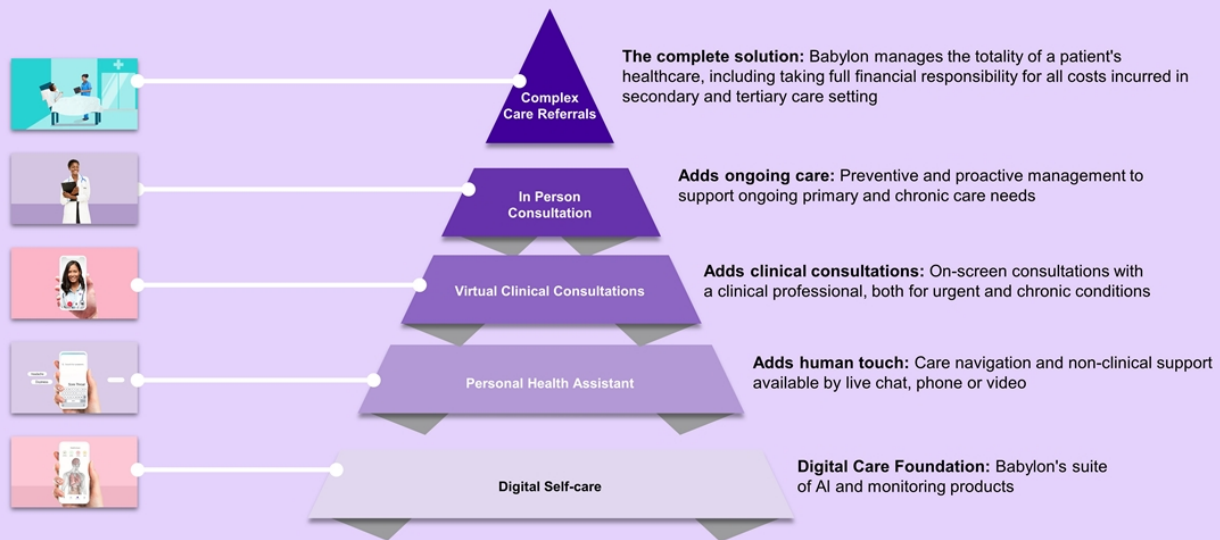 The complete solution: Babylon manages the totality of a patient's
healthcare, including taking full financial responsibility for all costs incurred in
secondary and tertiary care setting
Complex
Care Referrals
Adds ongoing care: Preventive and proactive management to
support ongoing primary and chronic care needs
In Person
Consultation
Adds clinical consultations: On-screen consultations with
a clinical professional, both for urgent and chronic conditions
Virtual Clinical Consultations
Adds human touch: Care navigation and non-clinical support
available by live chat, phone or video
Personal Health Assistant
Digital Care Foundation: Babylon's suite
of AI and monitoring products
Digital Self-care